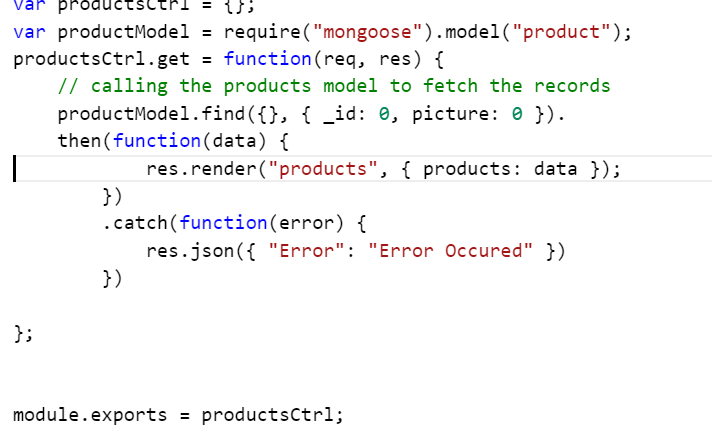 var productsCtrl = {};
var productModel = require("mongoose").model("product");
productsCtrl.get = function(req, res) {
    // calling the products model to fetch the records
    productModel.find({}, { _id: 0, picture: 0 }).
    then(function(data) {
            res.render("products", { products: data });
        })
        .catch(function(error) {
            res.json({ "Error": "Error Occured" })
        })
};
module.exports = productsCtrl;